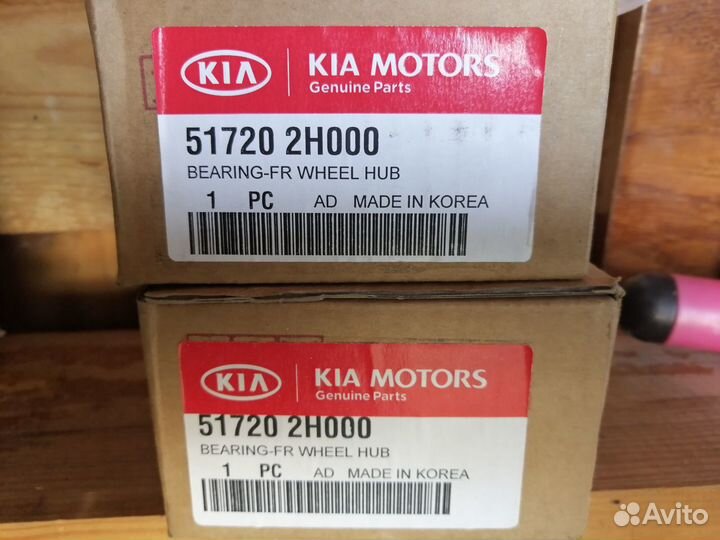 KIA KIA MOTORS
Genuine Parts
51720 2H000
BEARING-FR WHEEL HUB
1 PC AD MADE IN KOREA
KIA KIA MOTORS
Genuine Parts
51720 2H000
BEARING-FR WHEEL HUB
1 PC AD MADE IN KOREA
Avito